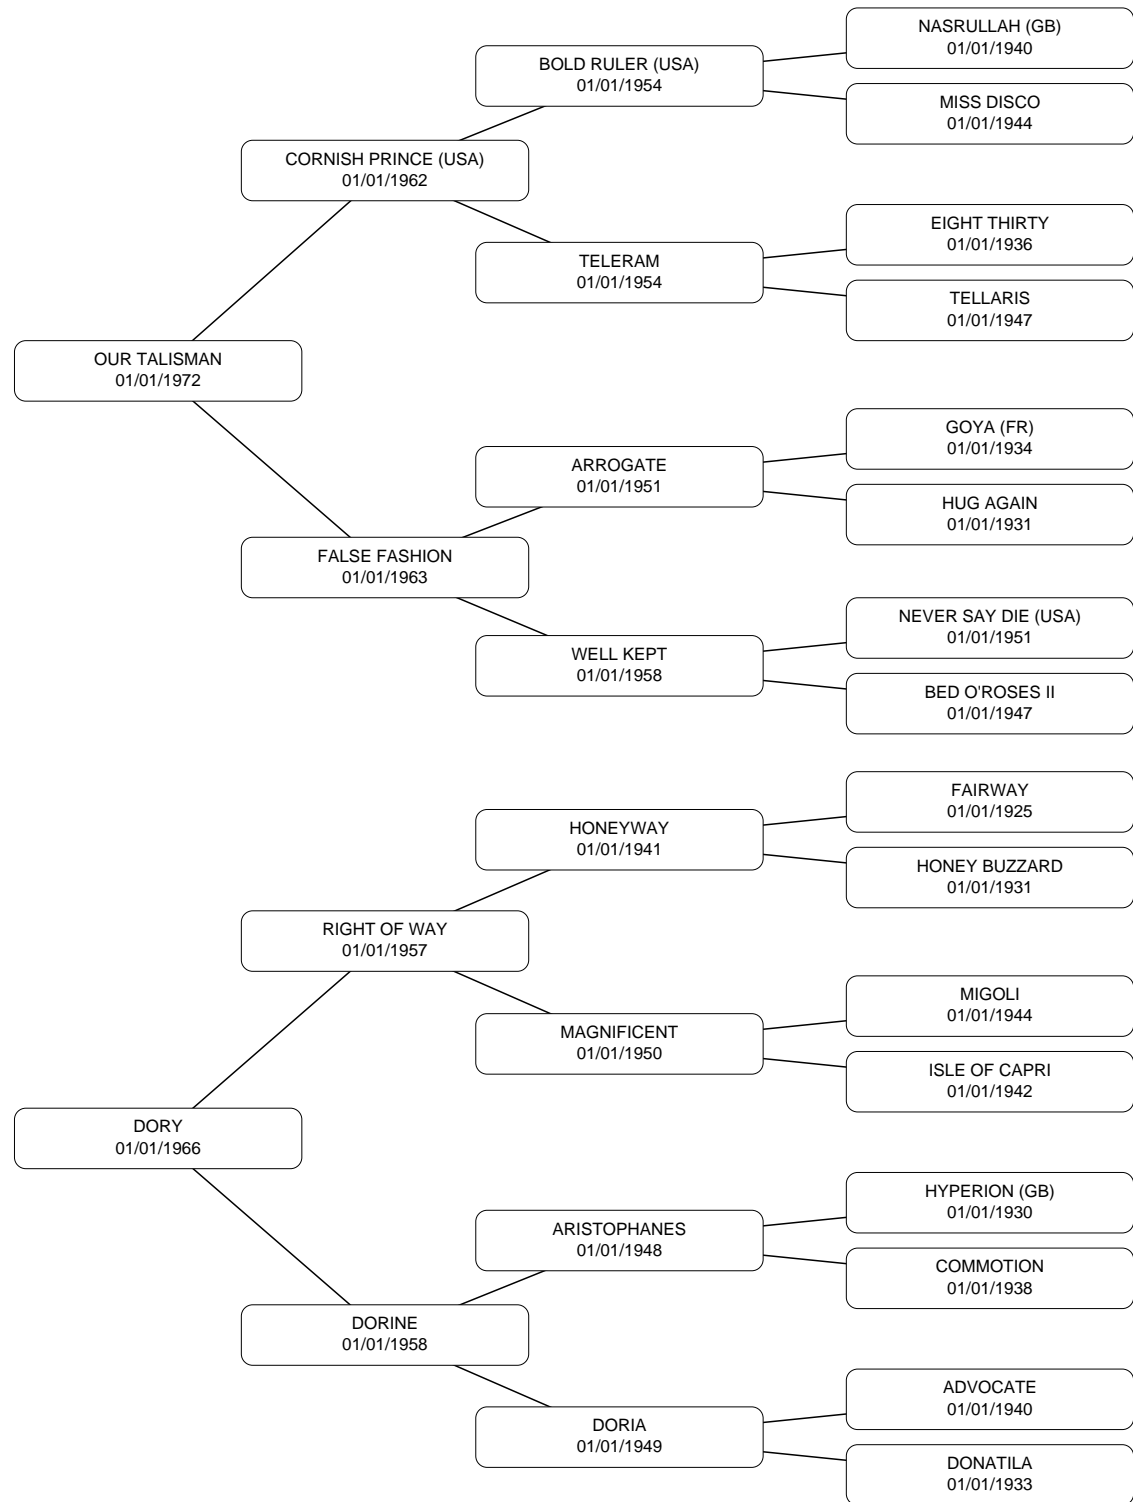 NASRULLAH (GB)
01/01/1940
BOLD RULER (USA)
01/01/1954
MISS DISCO
01/01/1944
CORNISH PRINCE (USA)
01/01/1962
EIGHT THIRTY
01/01/1936
TELERAM
01/01/1954
TELLARIS
01/01/1947
OUR TALISMAN
01/01/1972
GOYA (FR)
01/01/1934
ARROGATE
01/01/1951
HUG AGAIN
01/01/1931
FALSE FASHION
01/01/1963
NEVER SAY DIE (USA)
01/01/1951
WELL KEPT
01/01/1958
BED O'ROSES II
01/01/1947
FAIRWAY
01/01/1925
HONEYWAY
01/01/1941
HONEY BUZZARD
01/01/1931
RIGHT OF WAY
01/01/1957
MIGOLI
01/01/1944
MAGNIFICENT
01/01/1950
ISLE OF CAPRI
01/01/1942
DORY
01/01/1966
HYPERION (GB)
01/01/1930
ARISTOPHANES
01/01/1948
COMMOTION
01/01/1938
DORINE
01/01/1958
ADVOCATE
01/01/1940
DORIA
01/01/1949
DONATILA
01/01/1933